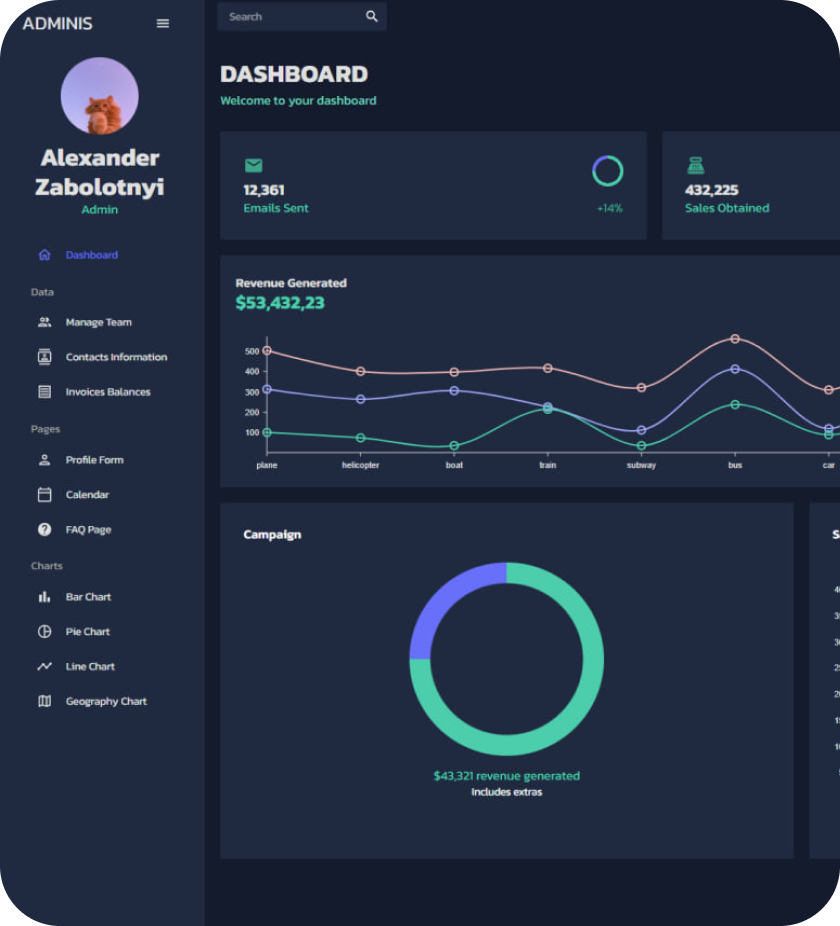 ADMINIS
Search
Alexander
Zabolotnyi
Admin
Dashboard
Data
Manage Team
Contacts Information
Invoices Balances
Pages
Profile Form
Calendar
FAQ Page
Charts
Bar Chart
Pie Chart
Line Chart
Geography Chart
DASHBOARD
Welcome to your dashboard
12,361
Emails Sent
+14%
432,225
Sales Obtained
Revenue Generated
$53,432,23
500
400
300
200
100
plane helicopter boat train subway bus car
Campaign
$43,321 revenue generated
Includes extras
S